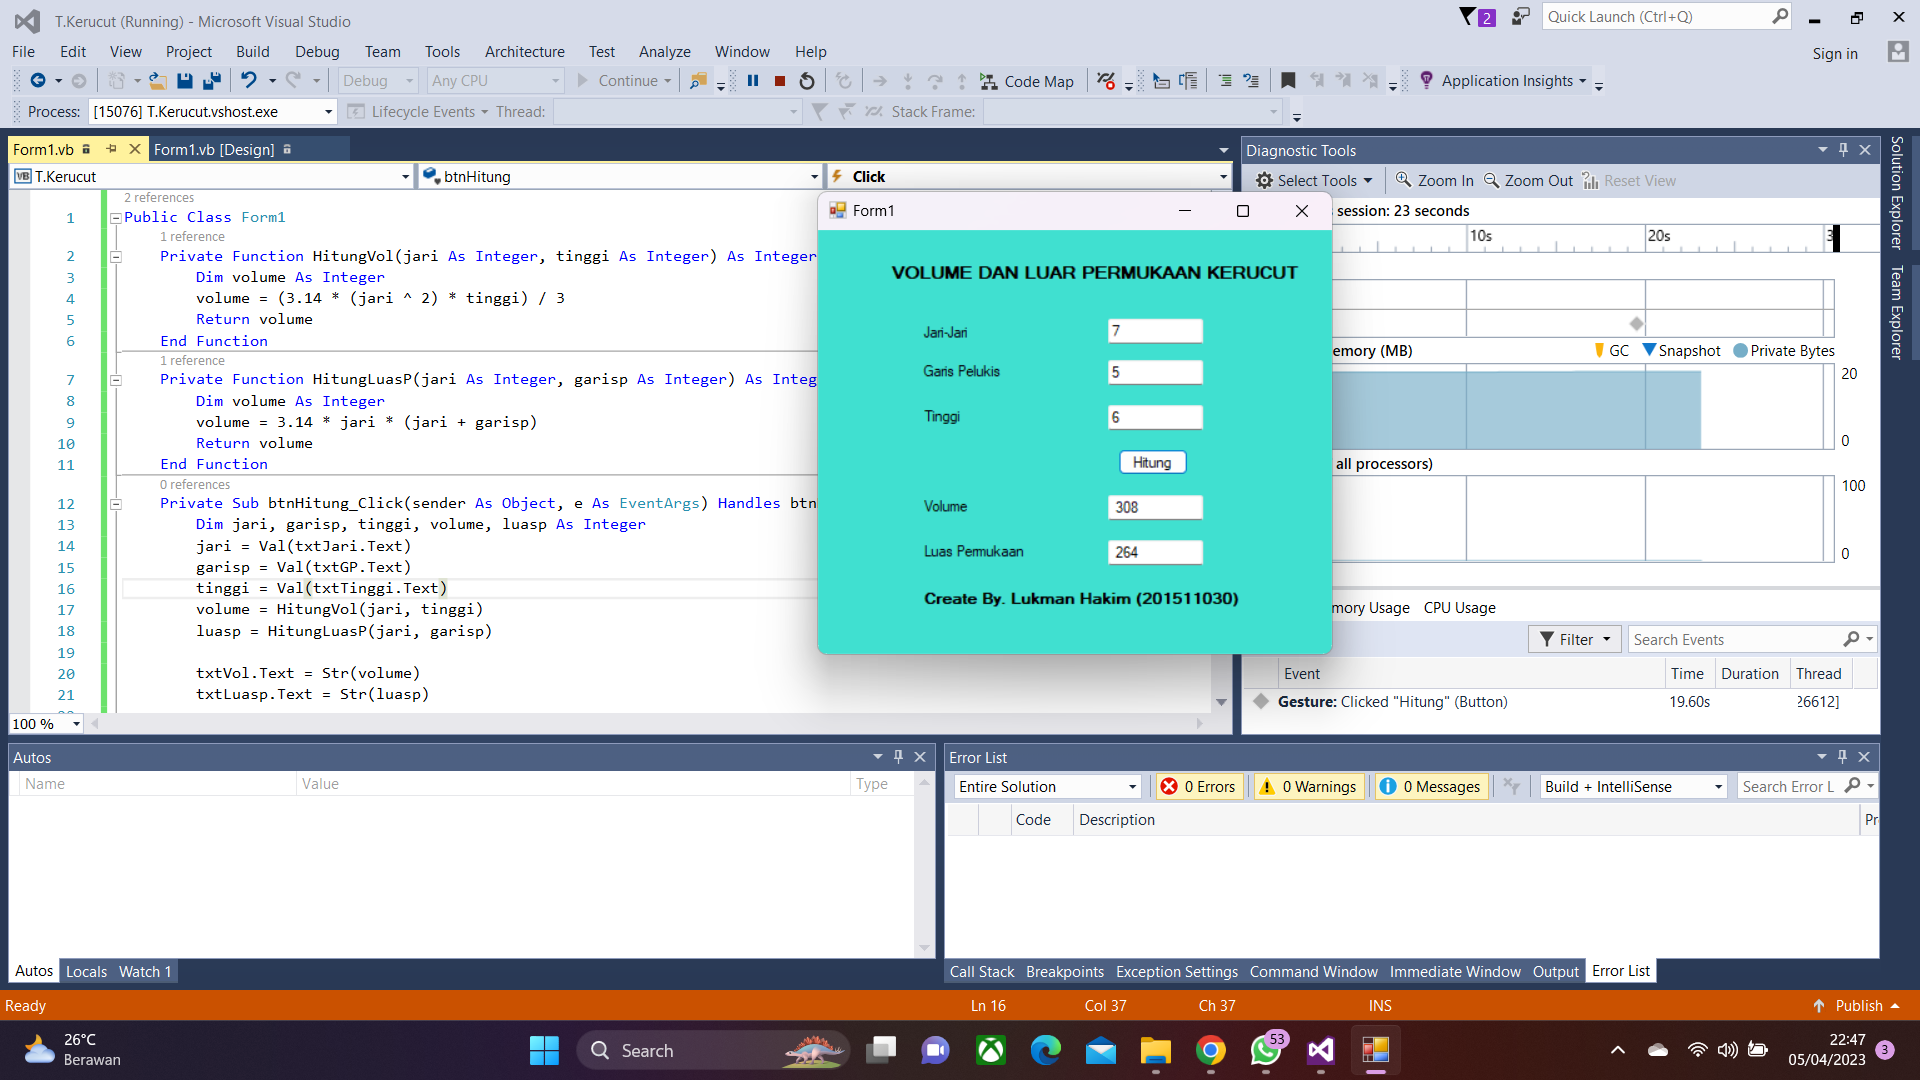 T.Kerucut (Running) - Microsoft Visual Studio
2
Quick Launch (Ctrl+Q)
File Edit View Project Build Debug Team Tools Architecture Test Analyze Window Help
Sign in
Debug Any CPU Continue Code Map Application Insights
Process: [15076] T.Kerucut.vshost.exe Lifecycle Events Thread: Stack Frame:
Form1.vb Form1.vb [Design]
VB T.Kerucut btnHitung Click
2 references
1 Public Class Form1
1 reference
2 Private Function HitungVol(jari As Integer, tinggi As Integer) As Integer
3 Dim volume As Integer
4 volume = (3.14 * (jari ^ 2) * tinggi) / 3
5 Return volume
6 End Function
1 reference
7 Private Function HitungLuasP(jari As Integer, garisp As Integer) As Integ
8 Dim volume As Integer
9 volume = 3.14 * jari * (jari + garisp)
10 Return volume
11 End Function
0 references
12 Private Sub btnHitung_Click(sender As Object, e As EventArgs) Handles btn
13 Dim jari, garisp, tinggi, volume, luasp As Integer
14 jari = Val(txtJari.Text)
15 garisp = Val(txtGP.Text)
16 tinggi = Val(txtTinggi.Text)
17 volume = HitungVol(jari, tinggi)
18 luasp = HitungLuasP(jari, garisp)
19
20 txtVol.Text = Str(volume)
21 txtLuasp.Text = Str(luasp)
100 %
Form1
VOLUME DAN LUAR PERMUKAAN KERUCUT
Jari-Jari 7
Garis Pelukis 5
Tinggi 6
Hitung
Volume 308
Luas Permukaan 264
Create By. Lukman Hakim (201511030)
Diagnostic Tools
Select Tools Zoom In Zoom Out Reset View
session: 23 seconds
10s 20s 3
emory (MB) GC Snapshot Private Bytes
20
0
all processors)
100
0
mory Usage CPU Usage
Filter Search Events
Event Time Duration Thread
Gesture: Clicked "Hitung" (Button) 19.60s 26612]
Solution Explorer
Team Explorer
Autos
Name Value Type
Autos Locals Watch 1
Error List
Entire Solution 0 Errors 0 Warnings 0 Messages Build + IntelliSense Search Error L
Code Description Pr
Call Stack Breakpoints Exception Settings Command Window Immediate Window Output Error List
Ready Ln 16 Col 37 Ch 37 INS Publish
26°C
Berawan
Search
53
22:47
05/04/2023
3